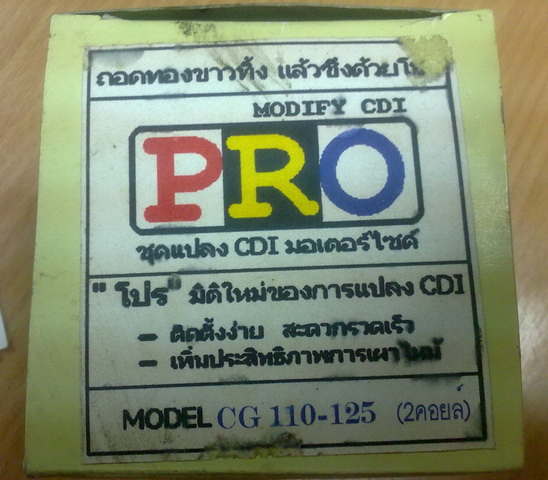 ถอดทองขาวทิ้ง แล้วซิ่งด้วย
MODIFY CDI
PRO
ชุดแปลง CDI มอเตอร์ไซค์
"โปร" มิติใหม่ของการแปลง CDI
- ติดตั้งง่าย สะดวกรวดเร็ว
- เพิ่มประสิทธิภาพการเผาไหม้
MODEL CG 110-125 (2คอยล์)